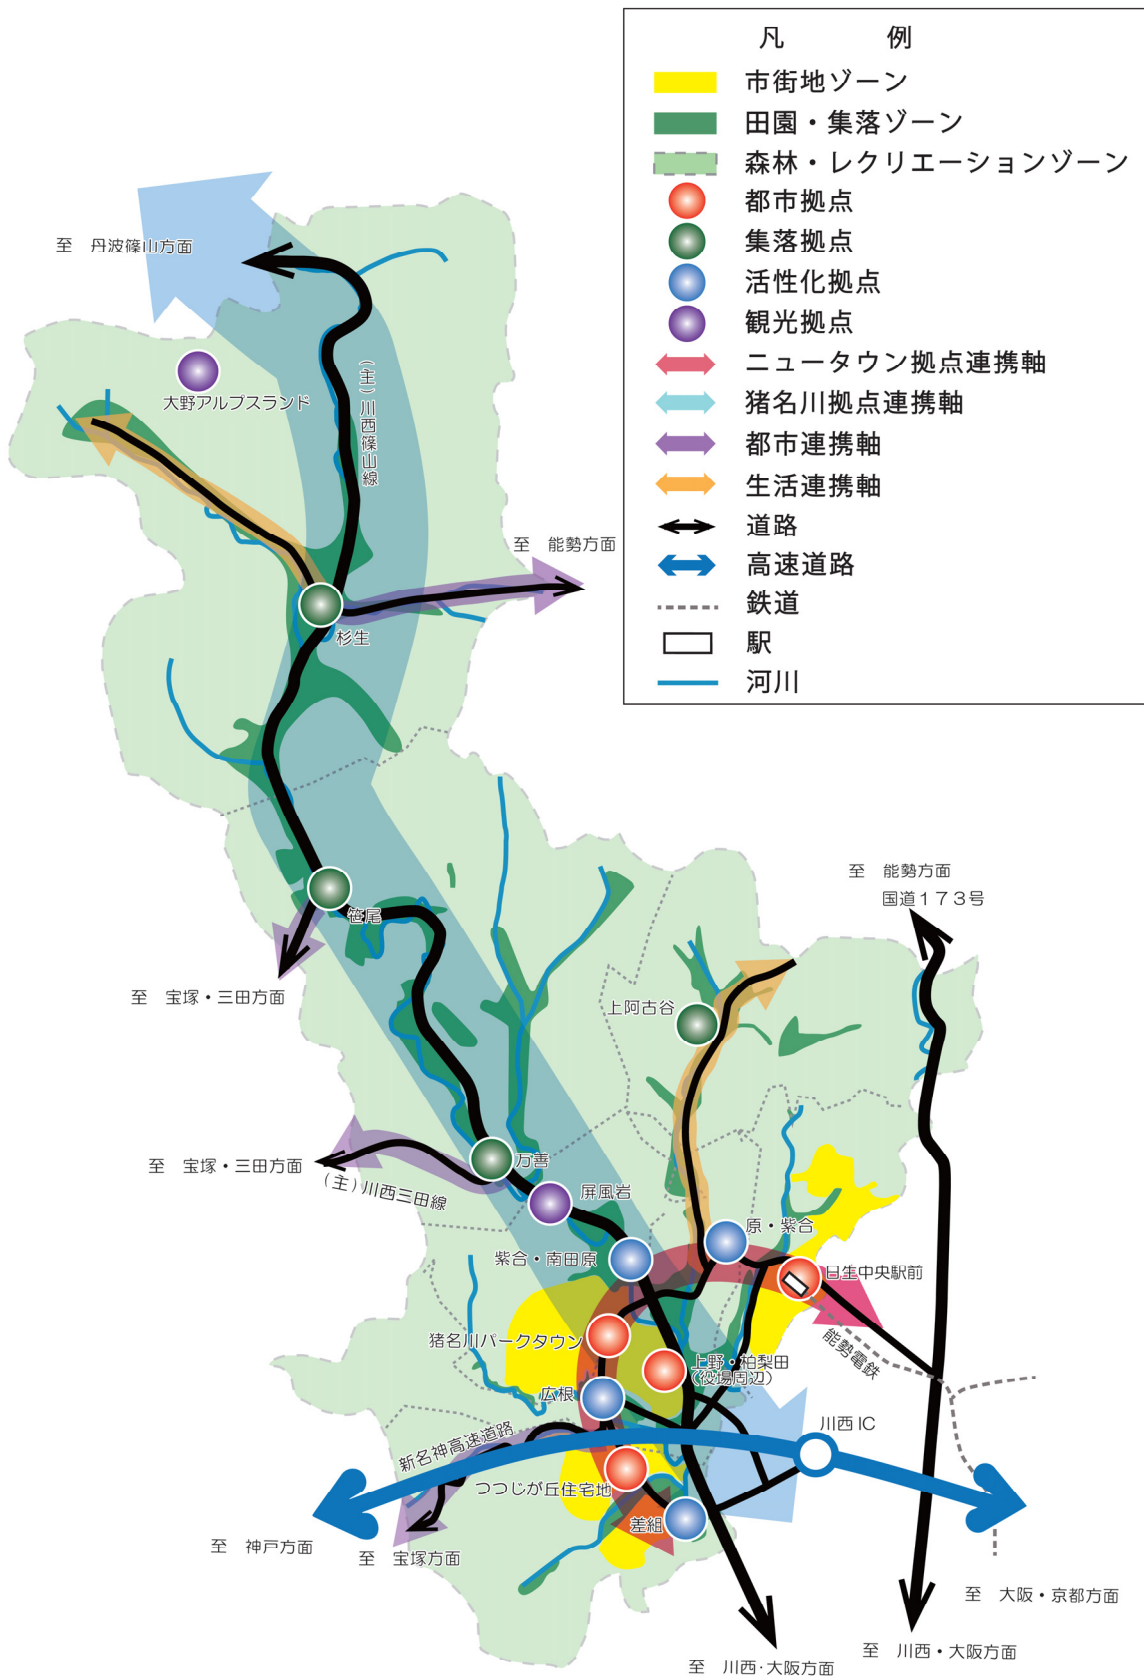 凡　例
市街地ゾーン
田園・集落ゾーン
森林・レクリエーションゾーン
都市拠点
集落拠点
活性化拠点
観光拠点
ニュータウン拠点連携軸
猪名川拠点連携軸
都市連携軸
生活連携軸
道路
高速道路
鉄道
駅
河川
至　丹波篠山方面
大野アルプスランド
（主）川西篠山線
至　能勢方面
杉生
至　能勢方面
国道１７３号
笹尾
至　宝塚・三田方面
上阿古谷
万善
至　宝塚・三田方面
（主）川西三田線
屏風岩
原・紫合
紫合・南田原
日生中央駅前
猪名川パークタウン
能勢電鉄
上野・柏梨田
（役場周辺）
広根
川西IC
新名神高速道路
つつじが丘住宅地
差組
至　神戸方面
至　宝塚方面
至　大阪・京都方面
至　川西・大阪方面
至　川西・大阪方面